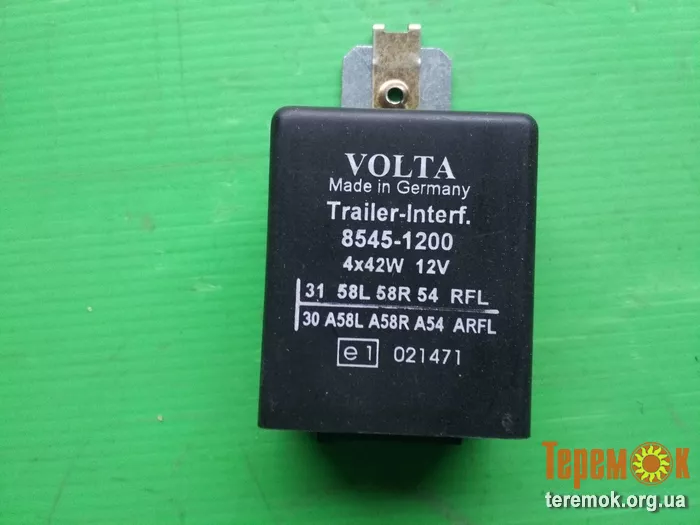 VOLTA
Made in Germany
Trailer-Interf.
8545-1200
4x42W 12V
31 58L 58R 54 RFL
30 A58L A58R A54 ARFL
e1 021471
Теремок
teremok.org.ua